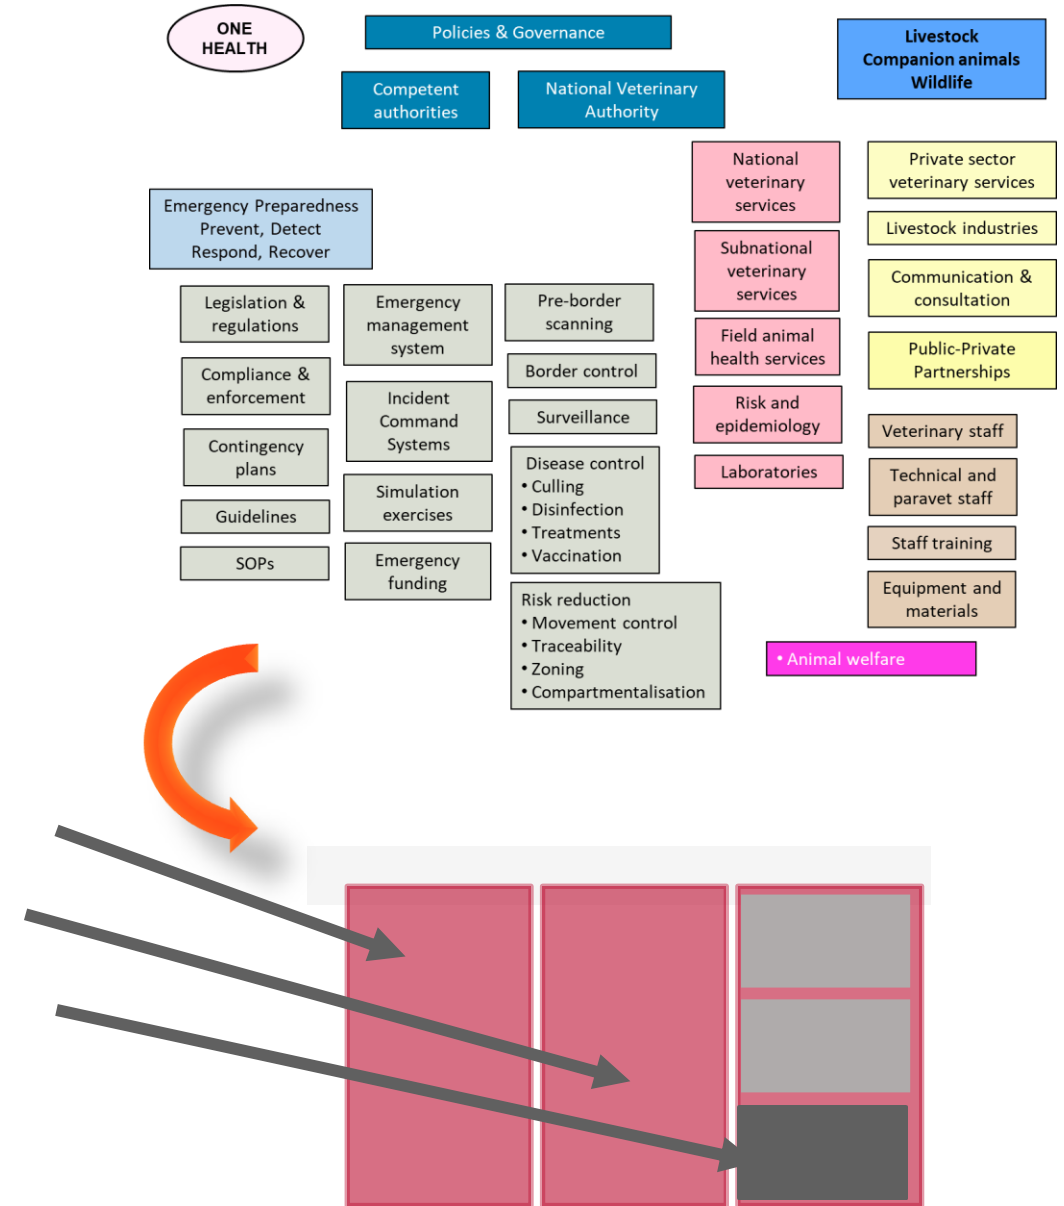 ONE
HEALTH
Policies & Governance
Livestock
Companion animals
Wildlife
Competent
authorities
National Veterinary
Authority
Emergency Preparedness
Prevent, Detect
Respond, Recover
Legislation &
regulations
Compliance &
enforcement
Contingency
plans
Guidelines
SOPs
Emergency
management
system
Incident
Command
Systems
Simulation
exercises
Emergency
funding
Pre-border
scanning
Border control
Surveillance
Disease control
• Culling
• Disinfection
• Treatments
• Vaccination
Risk reduction
• Movement control
• Traceability
• Zoning
• Compartmentalisation
National
veterinary
services
Subnational
veterinary
services
Field animal
health services
Risk and
epidemiology
Laboratories
Private sector
veterinary services
Livestock industries
Communication &
consultation
Public-Private
Partnerships
Veterinary staff
Technical and
paravet staff
Staff training
Equipment and
materials
• Animal welfare